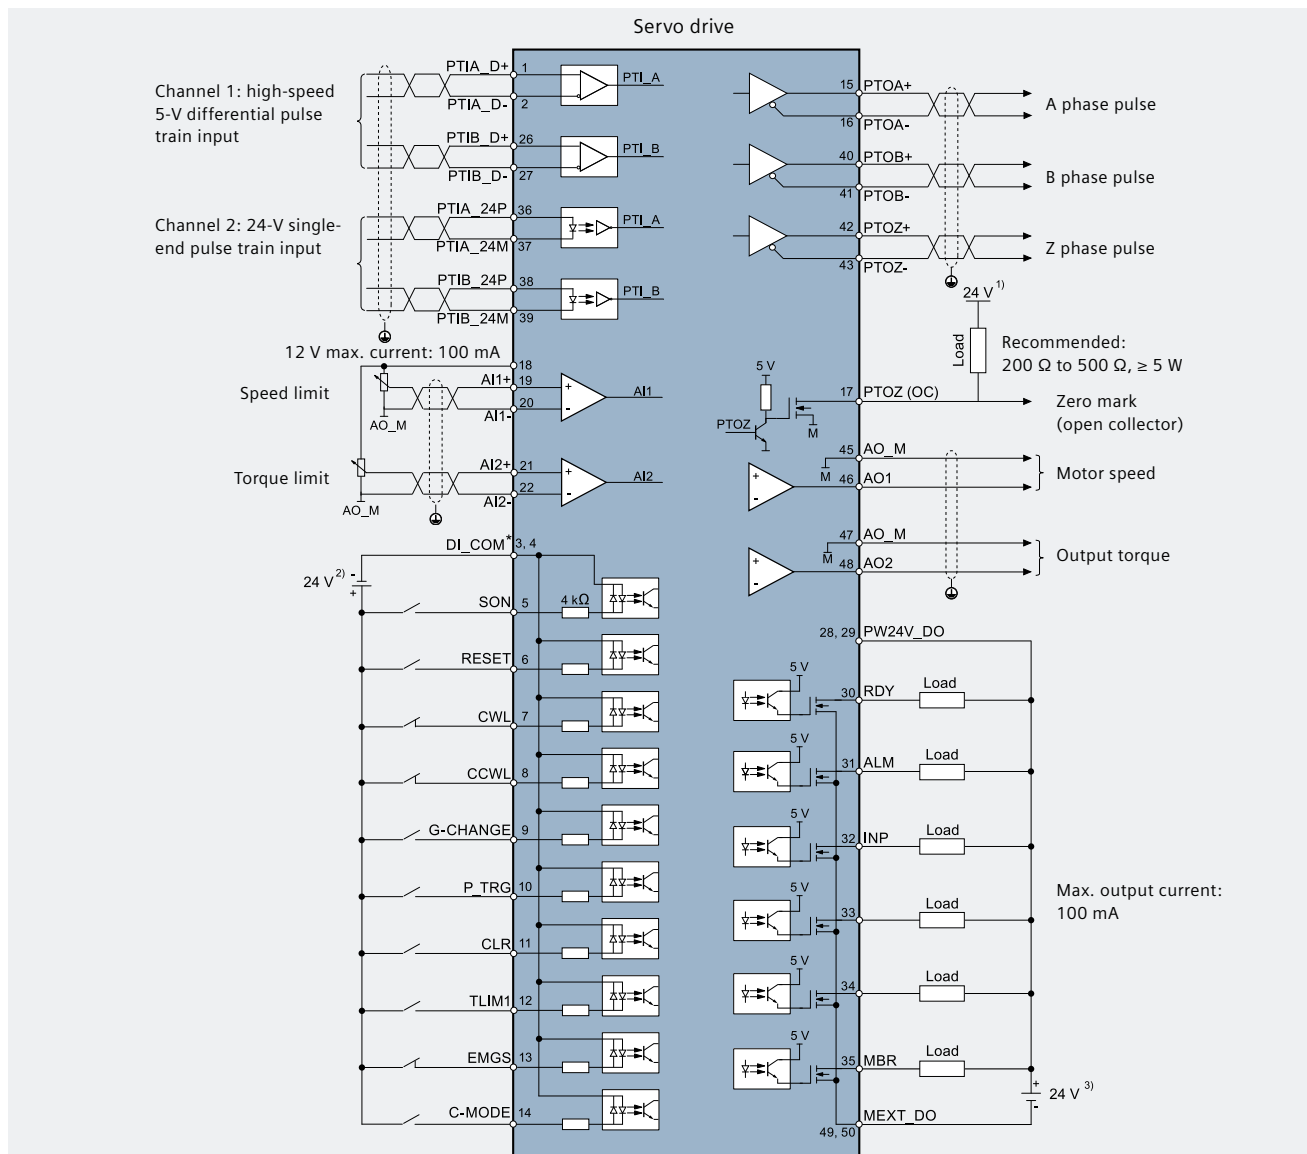 Servo drive
Channel 1: high-speed
5-V differential pulse
train input
PTIA_D+ 1 PTI_A
PTIA_D- 2
PTIB_D+ 26 PTI_B
PTIB_D- 27
Channel 2: 24-V single-
end pulse train input
PTIA_24P 36 PTI_A
PTIA_24M 37
PTIB_24P 38 PTI_B
PTIB_24M 39
12 V max. current: 100 mA 18
Speed limit
AI1+ 19 AI1
AI1- 20
AO_M
Torque limit
AI2+ 21 AI2
AI2- 22
AO_M
DI_COM* 3, 4
24 V 2) -
+
SON 5 4 kΩ
RESET 6
CWL 7
CCWL 8
G-CHANGE 9
P_TRG 10
CLR 11
TLIM1 12
EMGS 13
C-MODE 14
15 PTOA+
16 PTOA-
A phase pulse
40 PTOB+
41 PTOB-
B phase pulse
42 PTOZ+
43 PTOZ-
Z phase pulse
24 V 1)
Load
Recommended:
200 Ω to 500 Ω, ≥ 5 W
5 V
PTOZ
M
17 PTOZ (OC)
Zero mark
(open collector)
M 45 AO_M
+ - 46 AO1
Motor speed
M 47 AO_M
+ - 48 AO2
Output torque
28, 29 PW24V_DO
5 V 30 RDY Load
5 V 31 ALM Load
5 V 32 INP Load
5 V 33 Load
5 V 34 Load
5 V 35 MBR Load
Max. output current:
100 mA
+
24 V 3)
-
49, 50 MEXT_DO